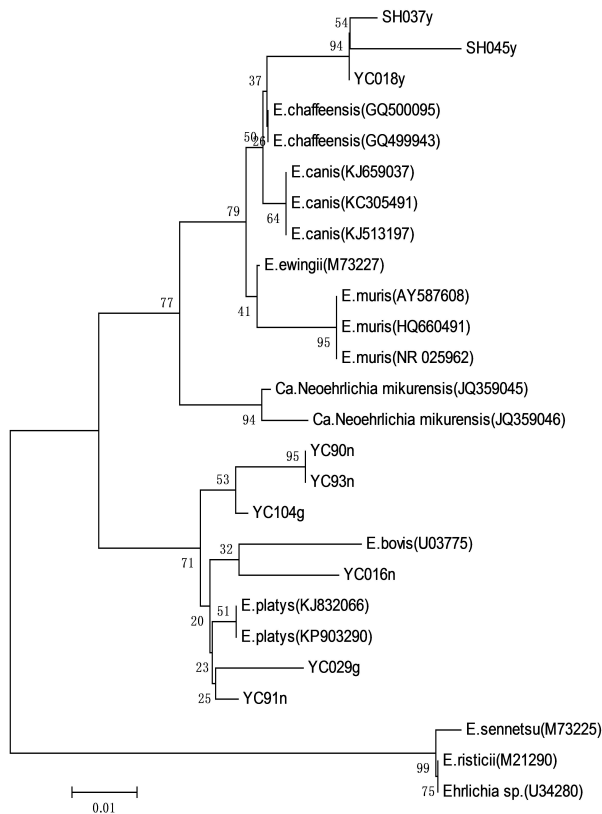 54
SH037y
94
SH045y
YC018y
37
E.chaffeensis(GQ500095)
50
26
E.chaffeensis(GQ499943)
E.canis(KJ659037)
E.canis(KC305491)
64
E.canis(KJ513197)
79
E.ewingii(M73227)
41
E.muris(AY587608)
E.muris(HQ660491)
95
E.muris(NR 025962)
77
Ca.Neoehrlichia mikurensis(JQ359045)
94
Ca.Neoehrlichia mikurensis(JQ359046)
95
YC90n
YC93n
53
YC104g
71
E.bovis(U03775)
32
YC016n
20
E.platys(KJ832066)
51
E.platys(KP903290)
23
YC029g
25
YC91n
E.sennetsu(M73225)
99
E.risticii(M21290)
75
Ehrlichia sp.(U34280)
0.01